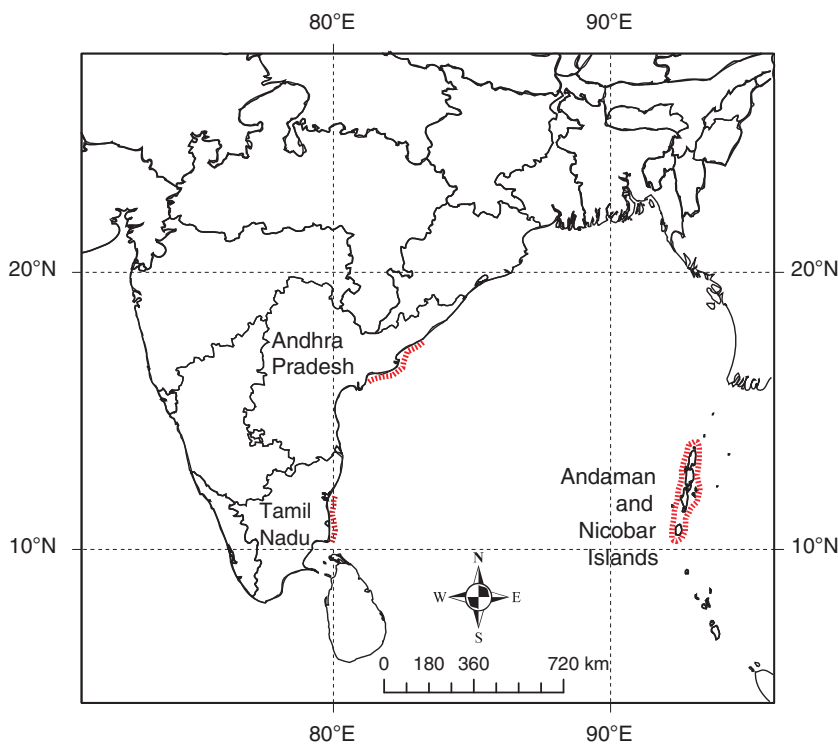 80°E 90°E
20°N 20°N
Andhra
Pradesh
Andaman
and
Nicobar
Islands
Tamil
Nadu
10°N 10°N
N
W E
S
0 180 360 720 km
80°E 90°E